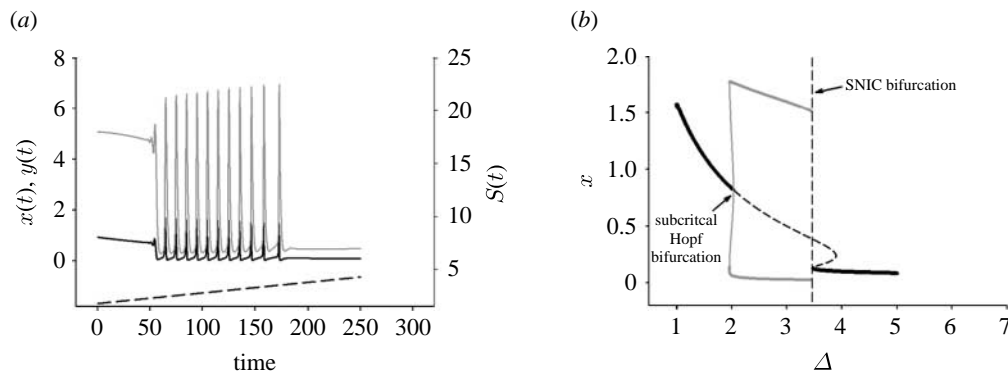 (a)
8
6
4
2
0
x(t), y(t)
25
20
15
10
5
S(t)
0 50 100 150 200 250 300
time
(b)
2.0
1.5
1.0
0.5
0
x
SNIC bifurcation
subcritcal
Hopf
bifurcation
1 2 3 4 5 6 7
Δ